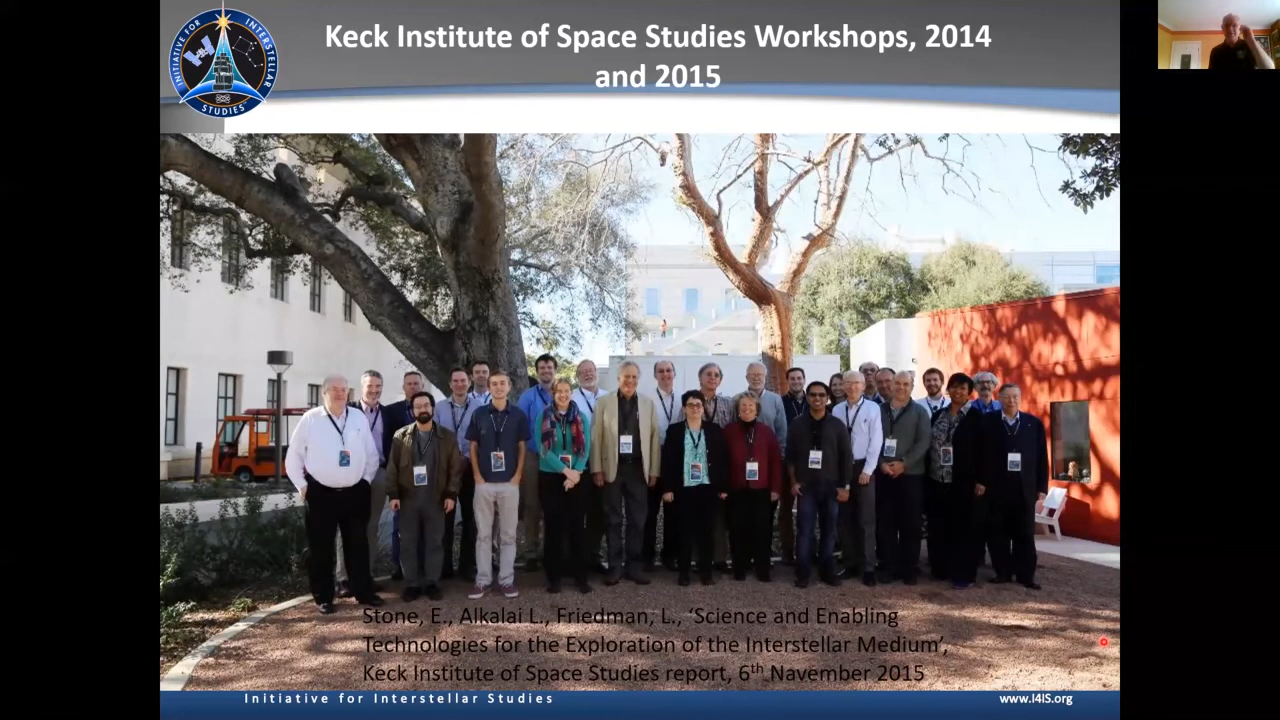 INITIATIVE FOR INTERSTELLAR STUDIES
Keck Institute of Space Studies Workshops, 2014
and 2015
Stone, E., Alkalai L., Friedman, L., ‘Science and Enabling
Technologies for the Exploration of the Interstellar Medium’,
Keck Institute of Space Studies report, 6th Navember 2015
Initiative for Interstellar Studies
www.I4IS.org